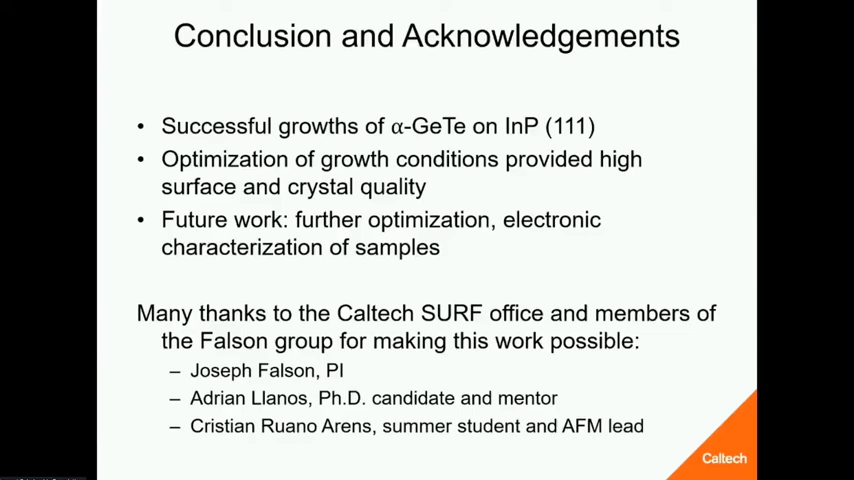 Conclusion and Acknowledgements
• Successful growths of α-GeTe on InP (111)
• Optimization of growth conditions provided high
surface and crystal quality
• Future work: further optimization, electronic
characterization of samples
Many thanks to the Caltech SURF office and members of
the Falson group for making this work possible:
– Joseph Falson, PI
– Adrian Llanos, Ph.D. candidate and mentor
– Cristian Ruano Arens, summer student and AFM lead
Caltech